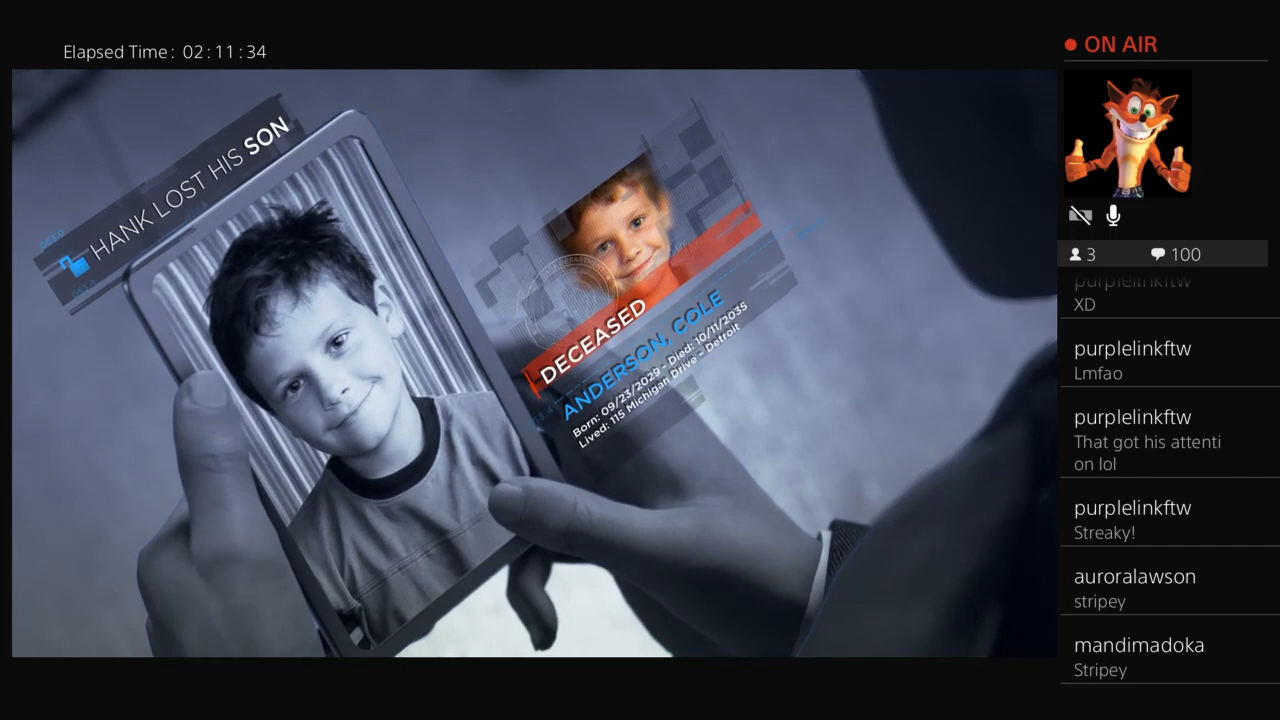 Elapsed Time: 02:11:34
ON AIR
HANK LOST HIS SON
DECEASED
ANDERSON, COLE
Born: 09/23/2029 - Died: 10/11/2035
Lived: 115 Michigan Drive - Detroit
3
100
purplelinkftw
XD
purplelinkftw
Lmfao
purplelinkftw
That got his attenti
on lol
purplelinkftw
Streaky!
auroralawson
stripey
mandimadoka
Stripey